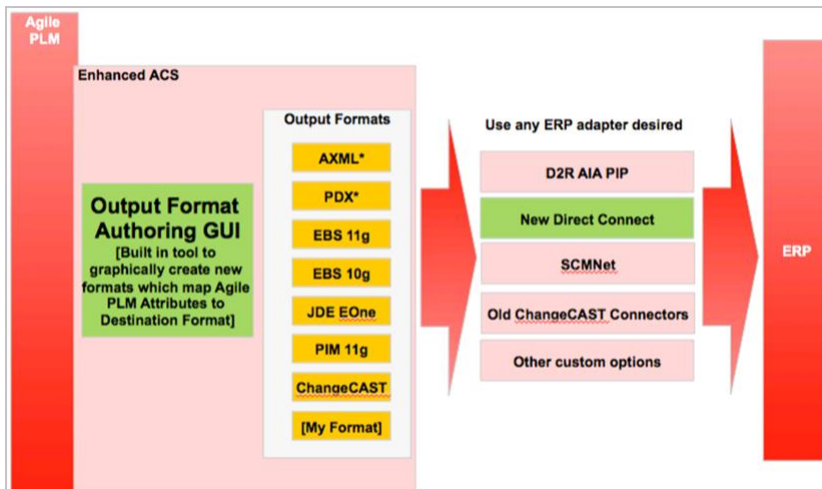 Agile
PLM
Enhanced ACS
Output Format
Authoring GUI
[Built in tool to
graphically create new
formats which map Agile
PLM Attributes to
Destination Format]
Output Formats
AXML*
PDX*
EBS 11g
EBS 10g
JDE EOne
PIM 11g
ChangeCAST
[My Format]
Use any ERP adapter desired
D2R AIA PIP
New Direct Connect
SCMNet
Old ChangeCAST Connectors
Other custom options
ERP